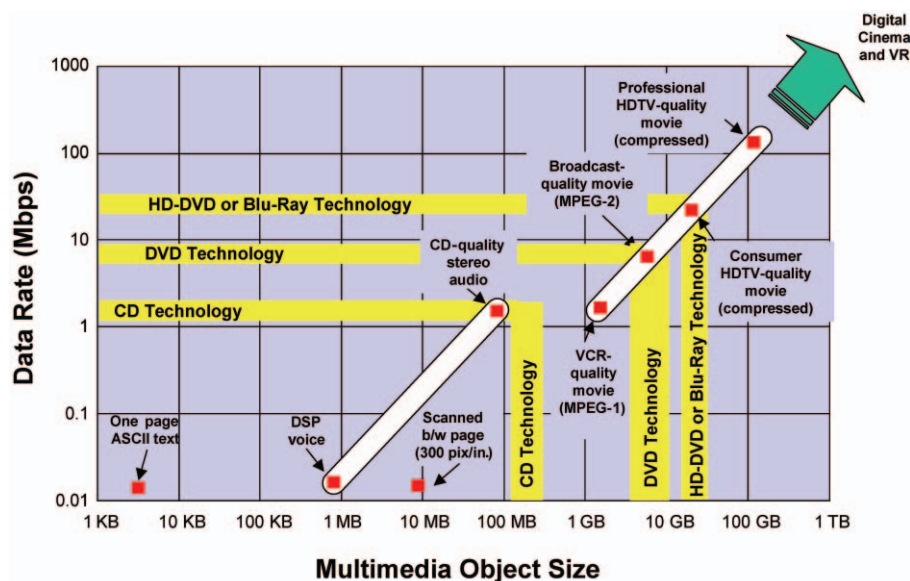 Digital
Cinema
and VR
1000
100
10
1
0.1
0.01
Data Rate (Mbps)
Professional
HDTV-quality
movie
(compressed)
Broadcast-
quality movie
(MPEG-2)
HD-DVD or Blu-Ray Technology
DVD Technology
CD-quality
stereo
audio
CD Technology
Consumer
HDTV-quality
movie
(compressed)
VCR-
quality
movie
(MPEG-1)
One page
ASCII text
DSP
voice
Scanned
b/w page
(300 pix/in.)
CD Technology
DVD Technology
HD-DVD or Blu-Ray Technology
1 KB
10 KB
100 KB
1 MB
10 MB
100 MB
1 GB
10 GB
100 GB
1 TB
Multimedia Object Size